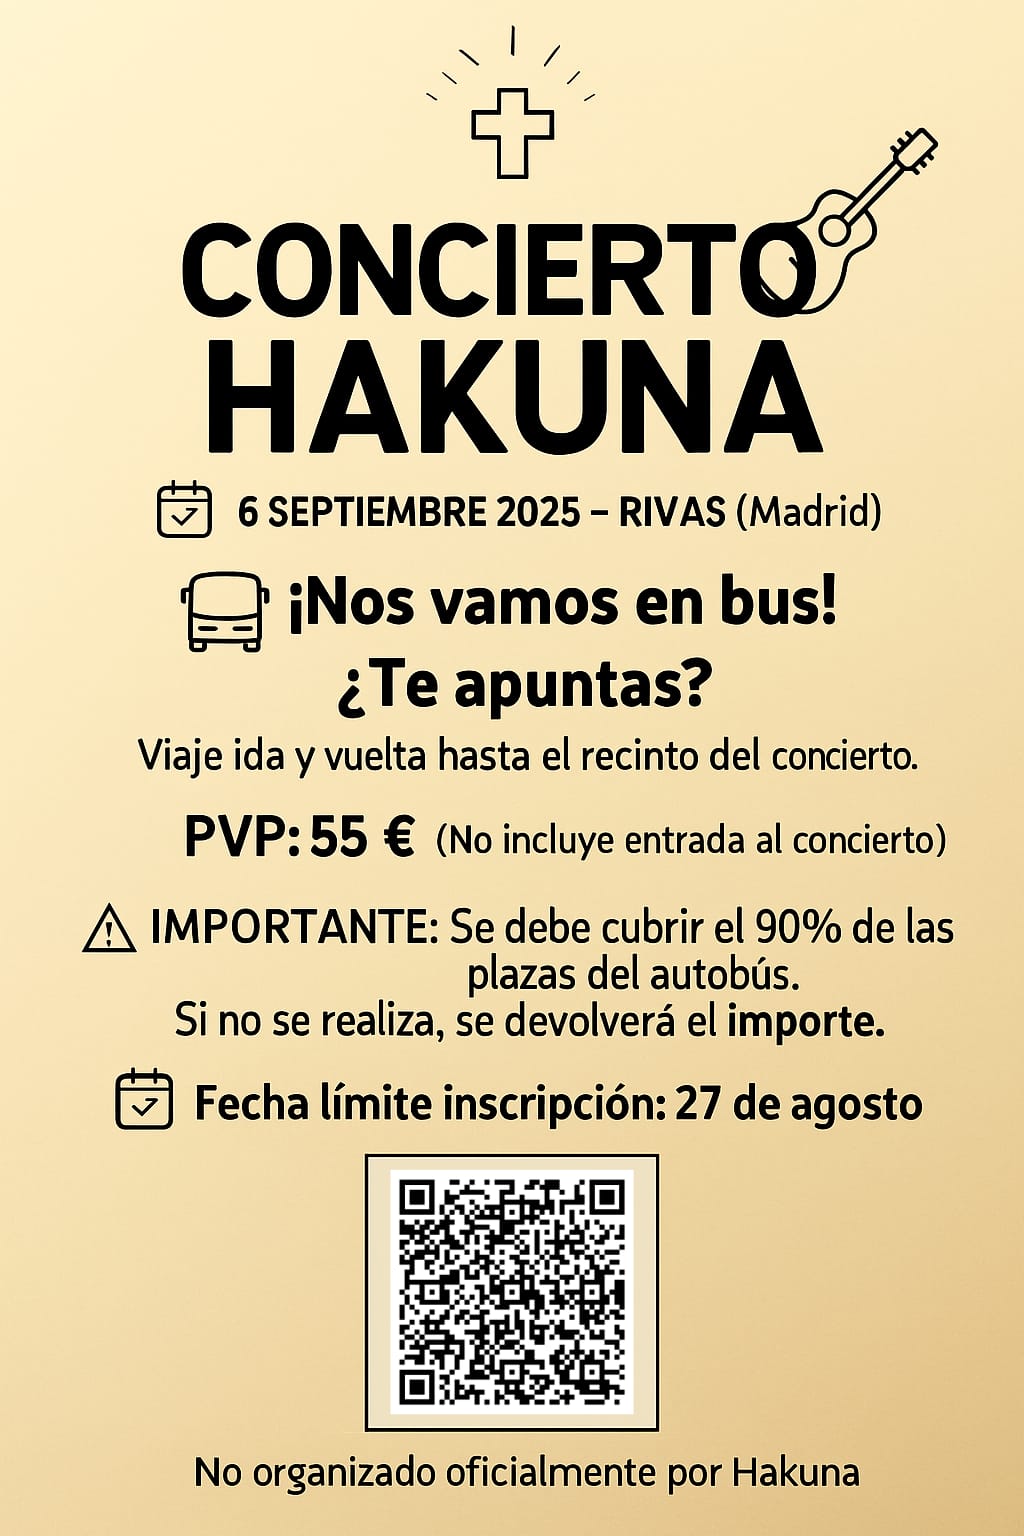 CONCIERTO
HAKUNA
6 SEPTIEMBRE 2025 – RIVAS (Madrid)
¡Nos vamos en bus!
¿Te apuntas?
Viaje ida y vuelta hasta el recinto del concierto.
PVP: 55 € (No incluye entrada al concierto)
IMPORTANTE: Se debe cubrir el 90% de las
plazas del autobús.
Si no se realiza, se devolverá el importe.
Fecha límite inscripción: 27 de agosto
No organizado oficialmente por Hakuna